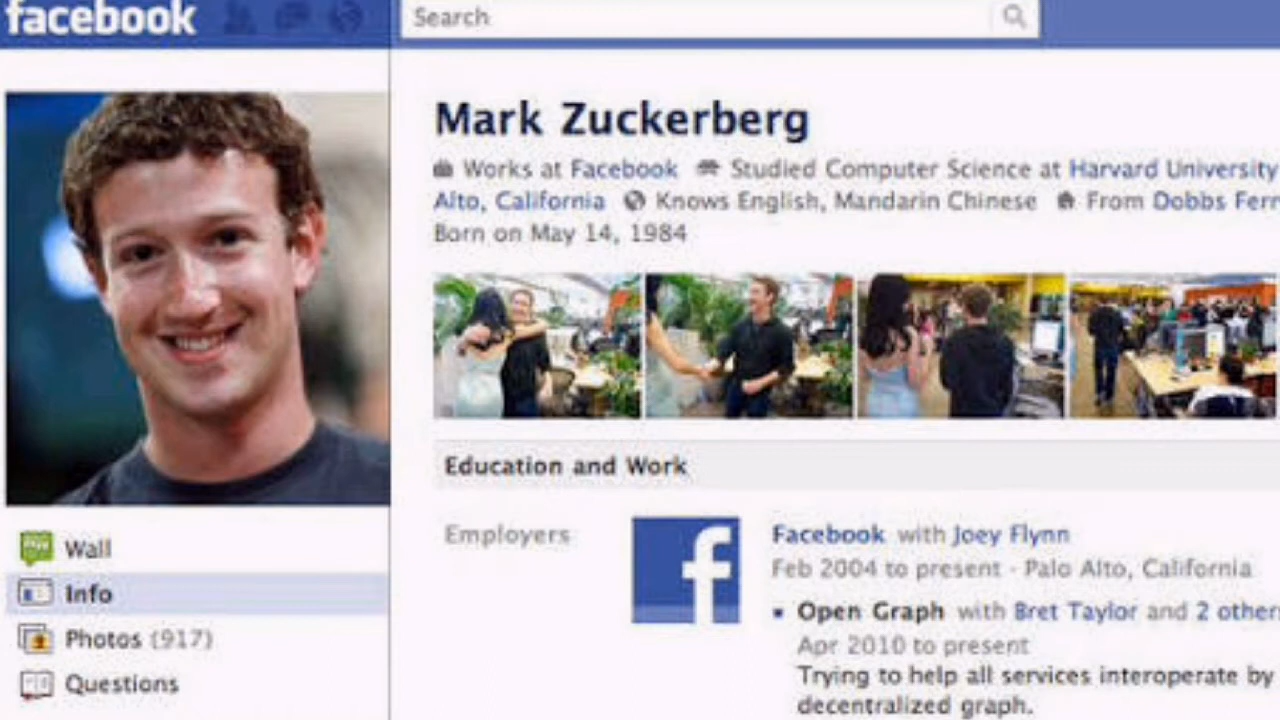 facebook
Search
Mark Zuckerberg
Works at Facebook Studied Computer Science at Harvard University
Alto, California Knows English, Mandarin Chinese From Dobbs Ferr
Born on May 14, 1984
Education and Work
Employers
f
Facebook with Joey Flynn
Feb 2004 to present · Palo Alto, California
Open Graph with Bret Taylor and 2 other
Apr 2010 to present
Trying to help all services interoperate by
decentralized graph.
Wall
Info
Photos (917)
Questions